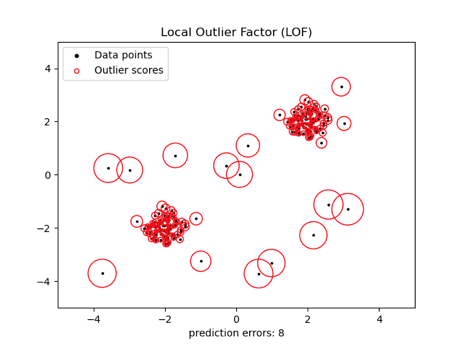 Local Outlier Factor (LOF)
Data points
Outlier scores
4
2
0
−2
−4
−4 −2 0 2 4
prediction errors: 8